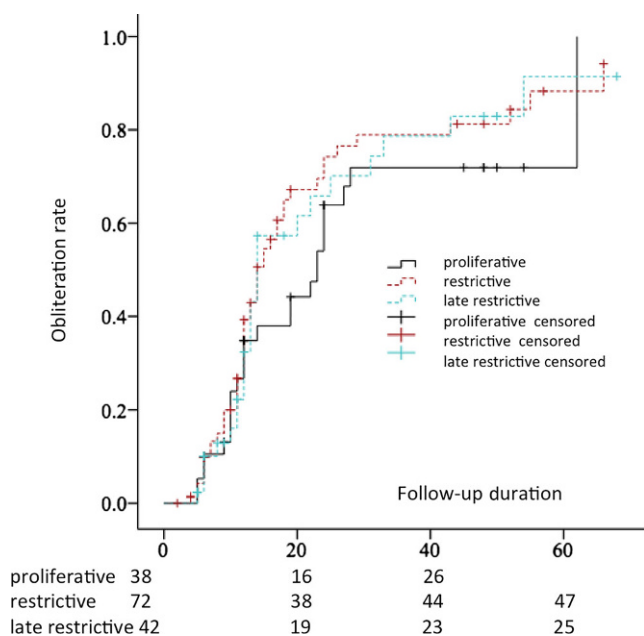 1.0
0.8
0.6
0.4
0.2
0.0
Obliteration rate
proliferative
restrictive
late restrictive
proliferative censored
restrictive censored
late restrictive censored
Follow-up duration
0 20 40 60
proliferative 38 16 26
restrictive 72 38 44 47
late restrictive 42 19 23 25